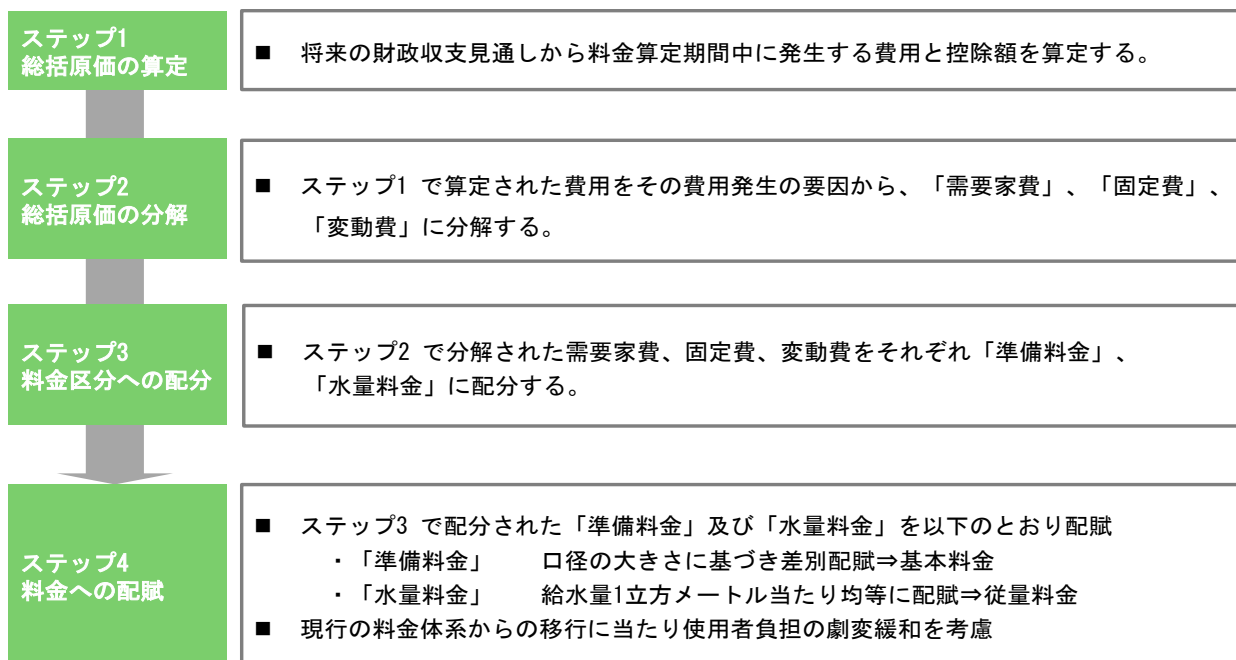 ステップ1
総括原価の算定
■ 将来の財政収支見通しから料金算定期間中に発生する費用と控除額を算定する。
ステップ2
総括原価の分解
■ ステップ1 で算定された費用をその費用発生の要因から、「需要家費」、「固定費」、
「変動費」に分解する。
ステップ3
料金区分への配分
■ ステップ2 で分解された需要家費、固定費、変動費をそれぞれ「準備料金」、
「水量料金」に配分する。
ステップ4
料金への配賦
■ ステップ3 で配分された「準備料金」及び「水量料金」を以下のとおり配賦
・「準備料金」 口径の大きさに基づき差別配賦⇒基本料金
・「水量料金」 給水量1立方メートル当たり均等に配賦⇒従量料金
■ 現行の料金体系からの移行に当たり使用者負担の劇変緩和を考慮